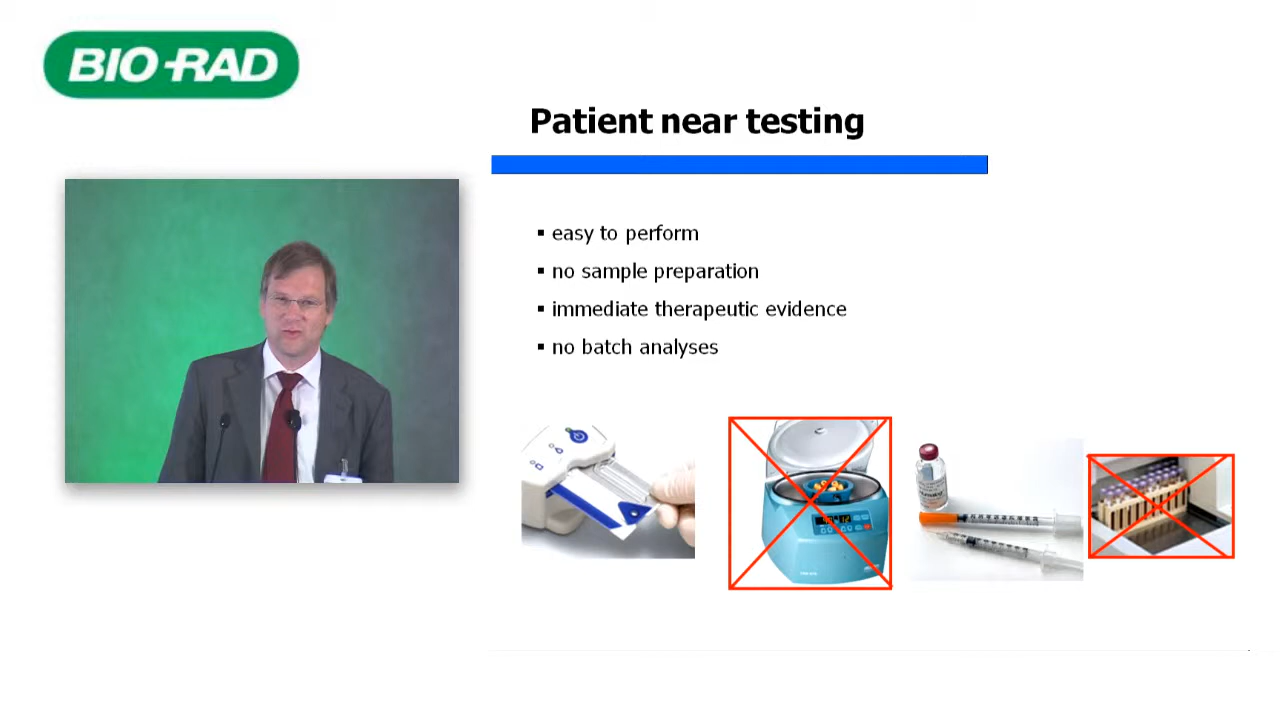 BIO-RAD
Patient near testing
▪ easy to perform
▪ no sample preparation
▪ immediate therapeutic evidence
▪ no batch analyses